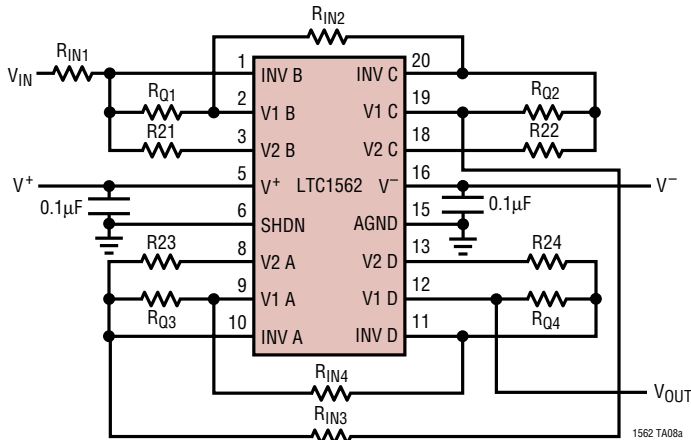 RIN2
RIN1
VIN
1 INV B INV C 20
RQ1
2 V1 B V1 C 19
RQ2
R21
3 V2 B V2 C 18
R22
V+ 5 V+ LTC1562 V− 16 V−
0.1µF
6 SHDN AGND 15
0.1µF
R23
8 V2 A V2 D 13
R24
9 V1 A V1 D 12
RQ3
RQ4
10 INV A INV D 11
RIN4
VOUT
RIN3
1562 TA08a